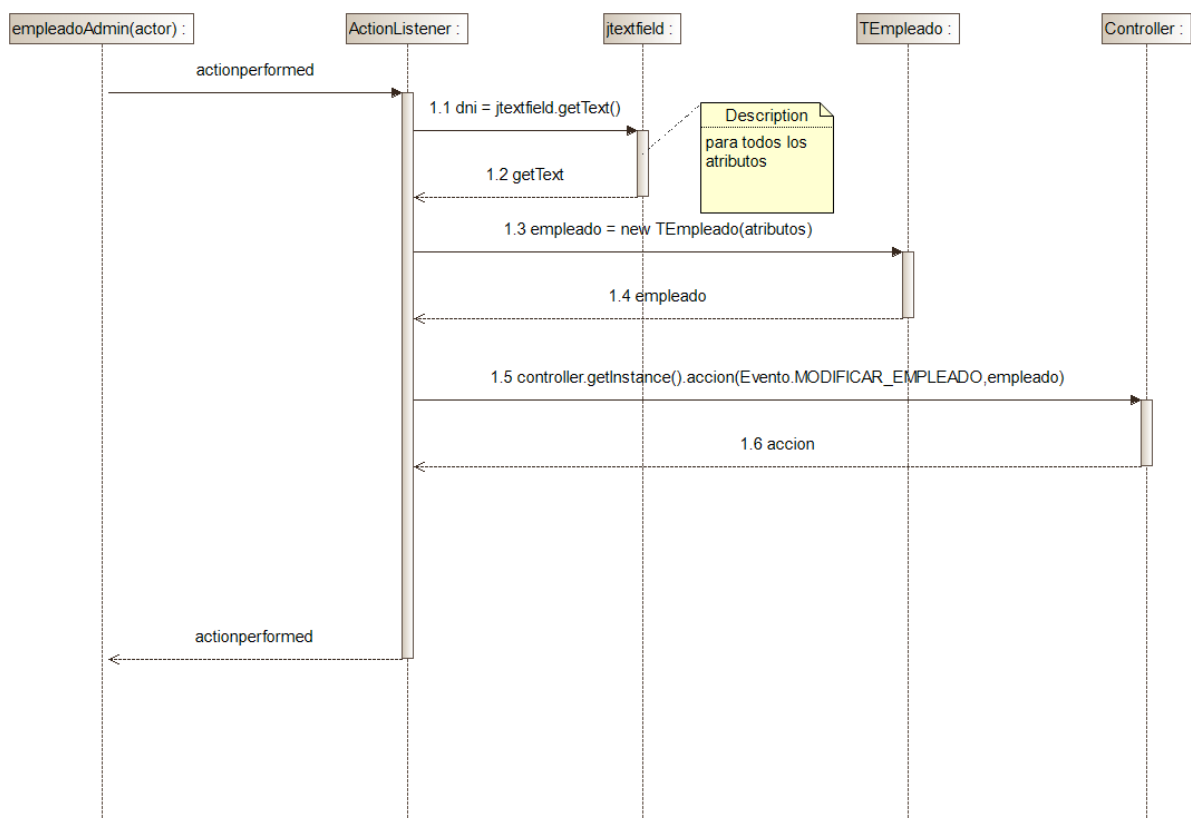 empleadoAdmin(actor) :
ActionListener :
jtextfield :
TEmpleado :
Controller :
actionperformed
1.1 dni = jtextfield.getText()
Description
para todos los
atributos
1.2 getText
1.3 empleado = new TEmpleado(atributos)
1.4 empleado
1.5 controller.getInstance().accion(Evento.MODIFICAR_EMPLEADO,empleado)
1.6 accion
actionperformed